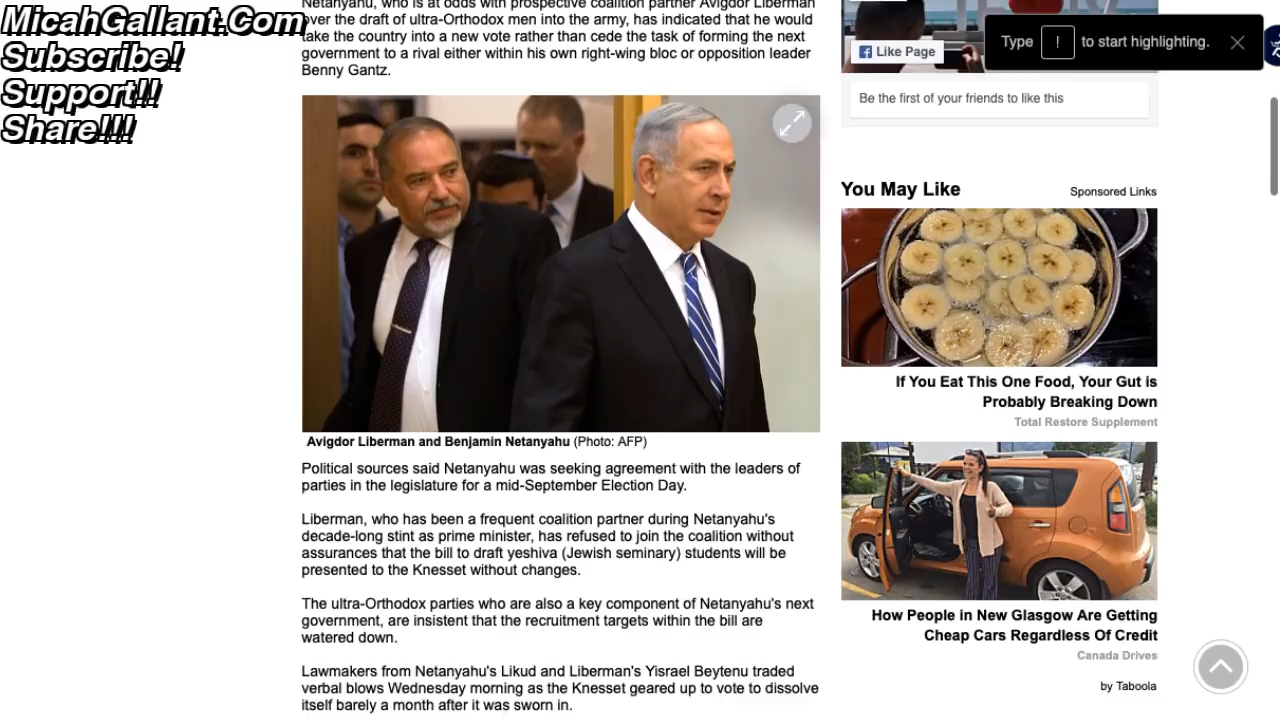 MicahGallant.Com
Subscribe!
Support!!
Share!!!
Netanyahu, who is at odds with prospective coalition partner Avigdor Liberman
over the draft of ultra-Orthodox men into the army, has indicated that he would
take the country into a new vote rather than cede the task of forming the next
government to a rival either within his own right-wing bloc or opposition leader
Benny Gantz.
Avigdor Liberman and Benjamin Netanyahu (Photo: AFP)
Political sources said Netanyahu was seeking agreement with the leaders of
parties in the legislature for a mid-September Election Day.
Liberman, who has been a frequent coalition partner during Netanyahu's
decade-long stint as prime minister, has refused to join the coalition without
assurances that the bill to draft yeshiva (Jewish seminary) students will be
presented to the Knesset without changes.
The ultra-Orthodox parties who are also a key component of Netanyahu's next
government, are insistent that the recruitment targets within the bill are
watered down.
Lawmakers from Netanyahu's Likud and Liberman's Yisrael Beytenu traded
verbal blows Wednesday morning as the Knesset geared up to vote to dissolve
itself barely a month after it was sworn in.
Like Page
Type ! to start highlighting.
Be the first of your friends to like this
You May Like
Sponsored Links
If You Eat This One Food, Your Gut is
Probably Breaking Down
Total Restore Supplement
How People in New Glasgow Are Getting
Cheap Cars Regardless Of Credit
Canada Drives
by Taboola